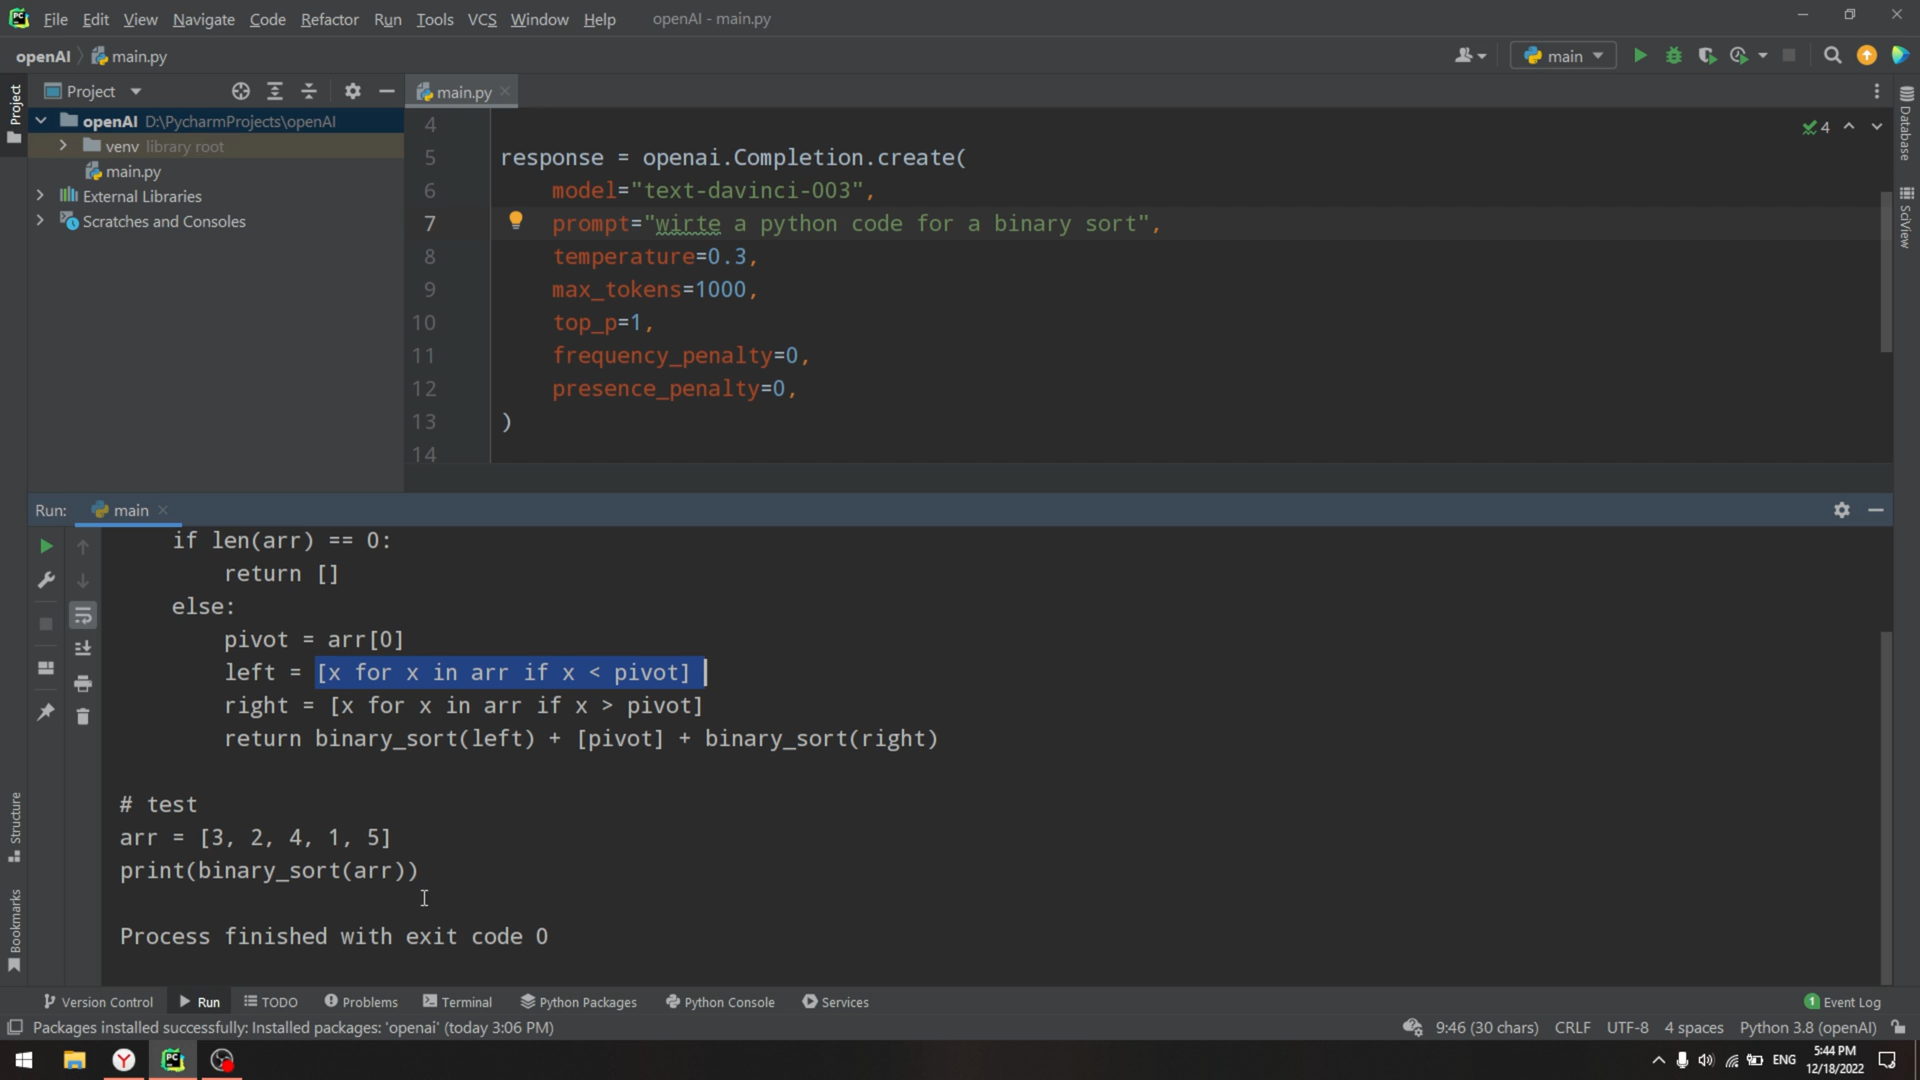 PC File Edit View Navigate Code Refactor Run Tools VCS Window Help openAI - main.py
openAI main.py main
Project main.py
openAI D:\PycharmProjects\openAI
venv library root
main.py
External Libraries
Scratches and Consoles
Project
Structure
Bookmarks
Database
SciView
4
4
5 response = openai.Completion.create(
6 model="text-davinci-003",
7 prompt="wirte a python code for a binary sort",
8 temperature=0.3,
9 max_tokens=1000,
10 top_p=1,
11 frequency_penalty=0,
12 presence_penalty=0,
13 )
14
Run: main
if len(arr) == 0:
return []
else:
pivot = arr[0]
left = [x for x in arr if x < pivot]
right = [x for x in arr if x > pivot]
return binary_sort(left) + [pivot] + binary_sort(right)
# test
arr = [3, 2, 4, 1, 5]
print(binary_sort(arr))
Process finished with exit code 0
Version Control Run TODO Problems Terminal Python Packages Python Console Services 1 Event Log
Packages installed successfully: Installed packages: 'openai' (today 3:06 PM) 9:46 (30 chars) CRLF UTF-8 4 spaces Python 3.8 (openAI)
Y PC ENG 5:44 PM
12/18/2022